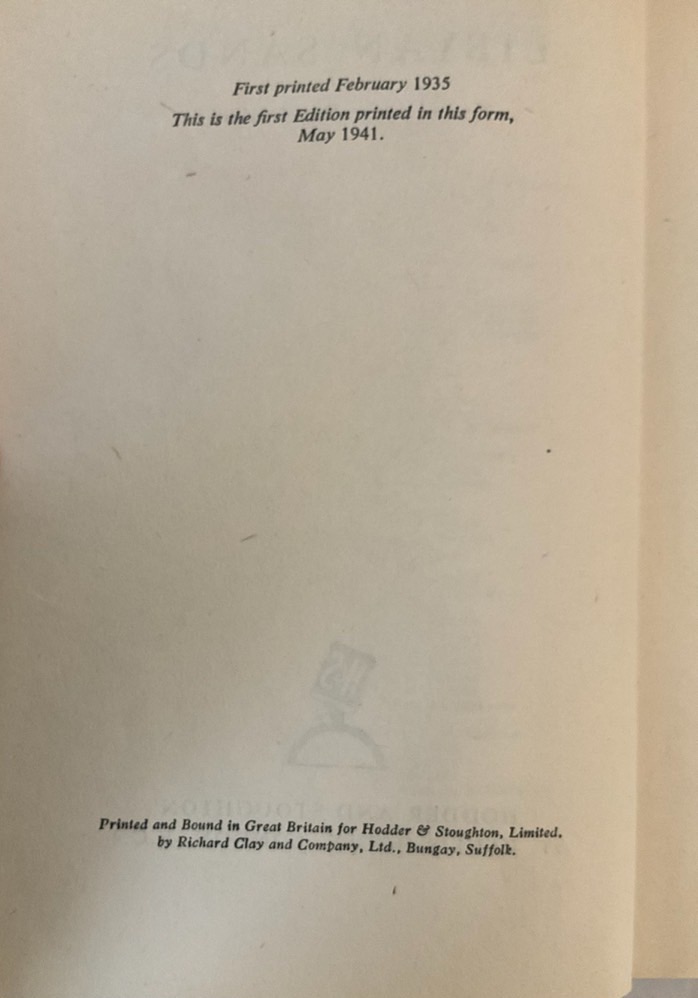 First printed February 1935
This is the first Edition printed in this form,
May 1941.
Printed and Bound in Great Britain for Hodder & Stoughton, Limited,
by Richard Clay and Company, Ltd., Bungay, Suffolk.